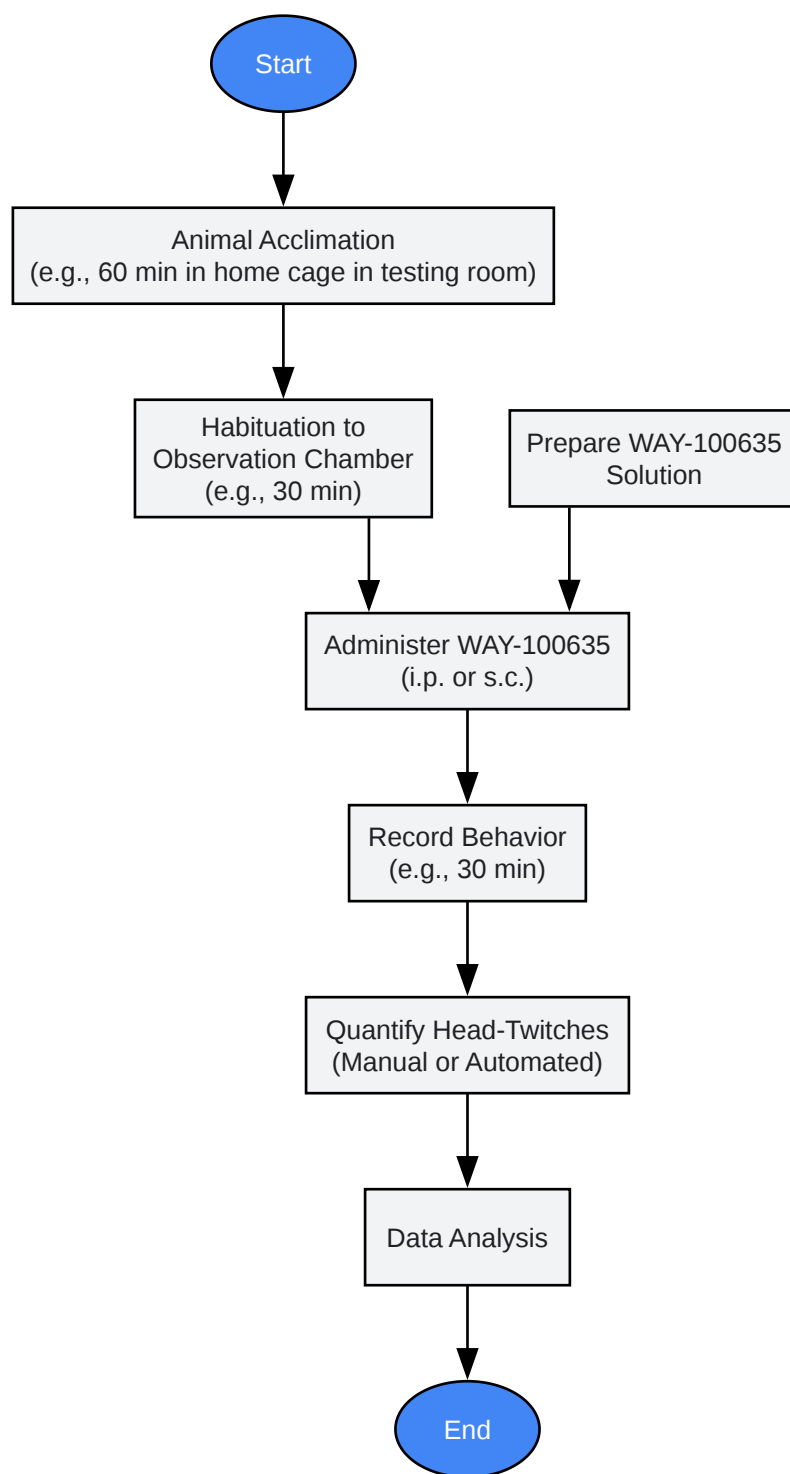 Start
Animal Acclimation
(e.g., 60 min in home cage in testing room)
Habituation to
Observation Chamber
(e.g., 30 min)
Prepare WAY-100635
Solution
Administer WAY-100635
(i.p. or s.c.)
Record Behavior
(e.g., 30 min)
Quantify Head-Twitches
(Manual or Automated)
Data Analysis
End